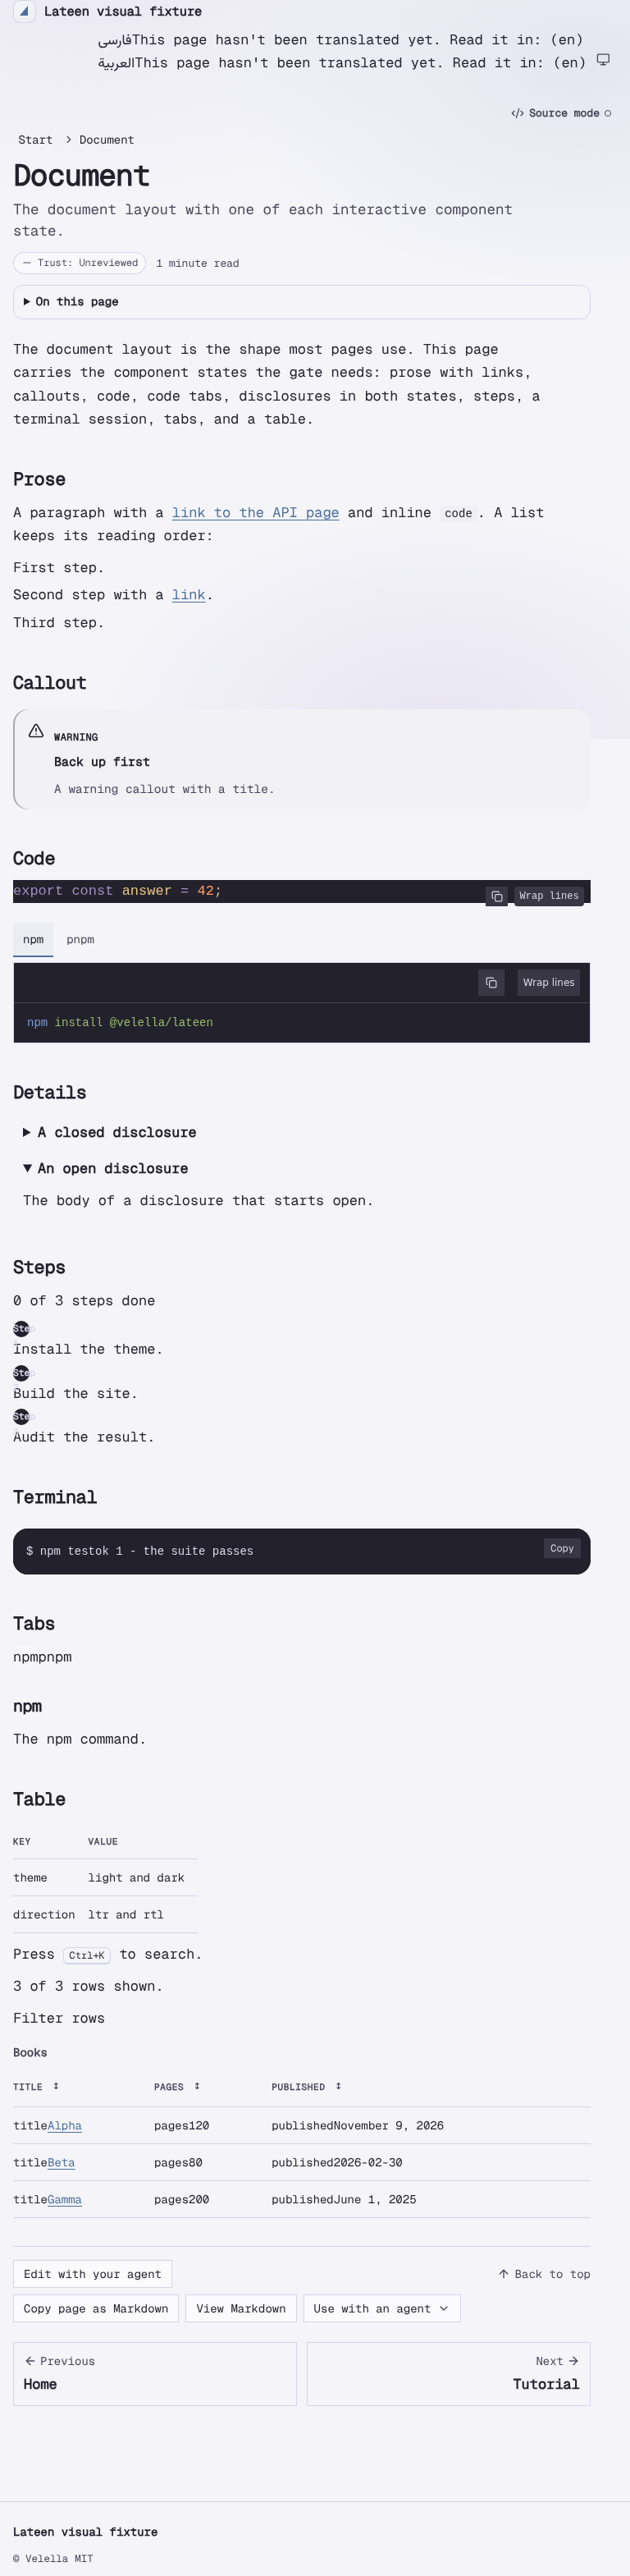 Lateen visual fixture
فارسیThis page hasn't been translated yet. Read it in: (en)
العربيةThis page hasn't been translated yet. Read it in: (en)
Source mode
Start > Document
Document
The document layout with one of each interactive component
state.
— Trust: Unreviewed 1 minute read
On this page
The document layout is the shape most pages use. This page
carries the component states the gate needs: prose with links,
callouts, code, code tabs, disclosures in both states, steps, a
terminal session, tabs, and a table.
Prose
A paragraph with a link to the API page and inline code. A list
keeps its reading order:
First step.
Second step with a link.
Third step.
Callout
WARNING
Back up first
A warning callout with a title.
Code
export const answer = 42;
Wrap lines
npm pnpm
Wrap lines
npm install @velella/lateen
Details
A closed disclosure
An open disclosure
The body of a disclosure that starts open.
Steps
0 of 3 steps done
Step
Install the theme.
Step
Build the site.
Step
Audit the result.
Terminal
$ npm testok 1 - the suite passes
Copy
Tabs
npmpnpm
npm
The npm command.
Table
KEY VALUE
theme light and dark
direction ltr and rtl
Press Ctrl+K to search.
3 of 3 rows shown.
Filter rows
Books
TITLE ↕ PAGES ↕ PUBLISHED ↕
titleAlpha pages120 publishedNovember 9, 2026
titleBeta pages80 published2026-02-30
titleGamma pages200 publishedJune 1, 2025
Edit with your agent ↑ Back to top
Copy page as Markdown View Markdown Use with an agent
← Previous
Home
Next →
Tutorial
Lateen visual fixture
© Velella MIT